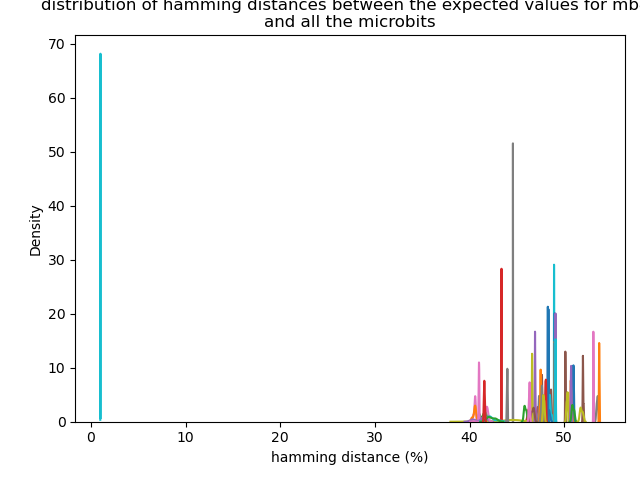 distribution of hamming distances between the expected values for mb
and all the microbits
70
60
50
40
30
20
10
0
Density
0 10 20 30 40 50
hamming distance (%)